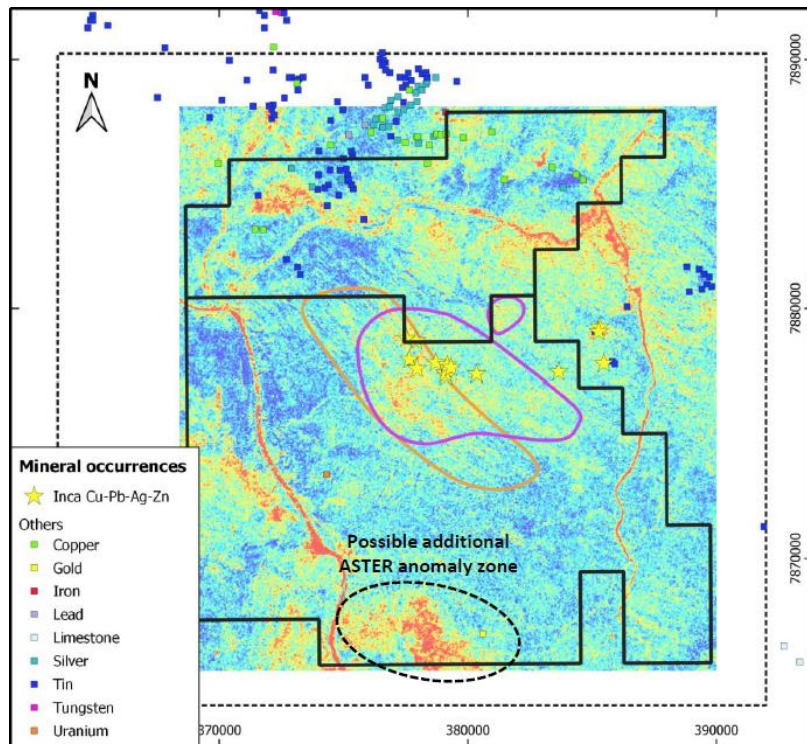 N
7890000
7880000
7870000
Possible additional
ASTER anomaly zone
Mineral occurrences
Inca Cu-Pb-Ag-Zn
Others
Copper
Gold
Iron
Lead
Limestone
Silver
Tin
Tungsten
Uranium
370000
380000
390000